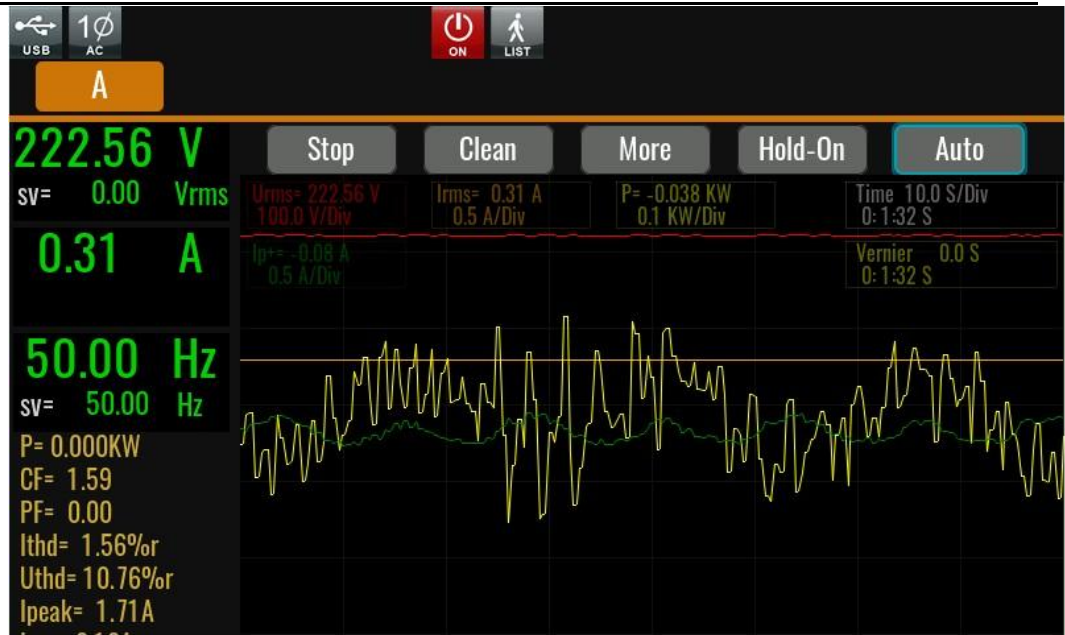 USB
1Ø
AC
ON
LIST
A
222.56 V
sv= 0.00 Vrms
0.31 A
50.00 Hz
sv= 50.00 Hz
P= 0.000KW
CF= 1.59
PF= 0.00
Ithd= 1.56%r
Uthd= 10.76%r
Ipeak= 1.71A
Stop Clean More Hold-On Auto
Urms= 222.56 V
100.0 V/Div
Irms= 0.31 A
0.5 A/Div
P= -0.038 KW
0.1 KW/Div
Time 10.0 S/Div
0: 1:32 S
Ip+= -0.08 A
0.5 A/Div
Vernier 0.0 S
0: 1:32 S